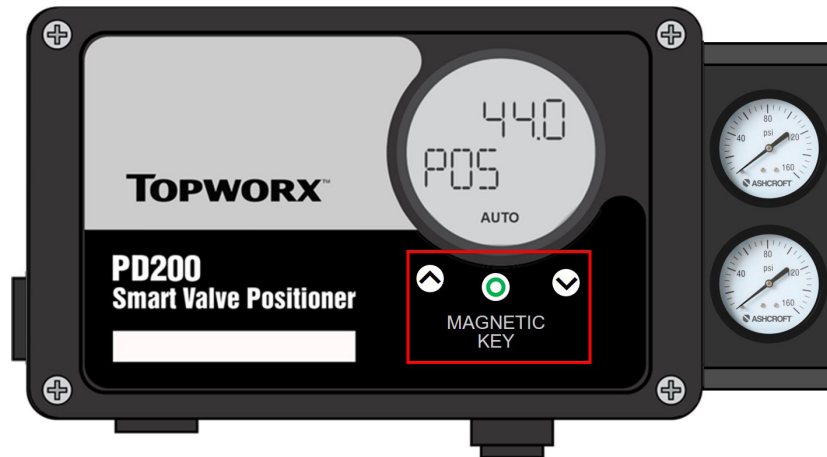 44.0
POS
AUTO
TOPWORX™
PD200
Smart Valve Positioner
MAGNETIC
KEY
80
40
psi
120
160
ASHCROFT
80
40
psi
120
160
ASHCROFT